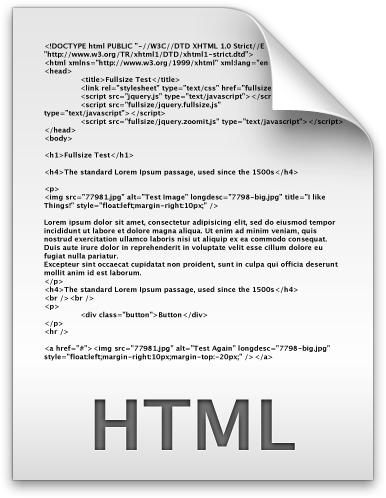 <!DOCTYPE html PUBLIC "-//W3C//DTD XHTML 1.0 Strict//E
"http://www.w3.org/TR/xhtml1/DTD/xhtml1-strict.dtd">
<html xmlns="http://www.w3.org/1999/xhtml" xml:lang="en
<head>
<title>Fullsize Test</title>
<link rel="stylesheet" type="text/css" href="fullsize
<script src="jquery.js" type="text/javascript"></scr
<script src="fullsize/jquery.fullsize.js"
type="text/javascript"></script>
<script src="fullsize/jquery.zoomit.js" type="text/javascript"></script>
</head>
<body>
<h1>Fullsize Test</h1>
<h4>The standard Lorem Ipsum passage, used since the 1500s</h4>
<p>
<img src="77981.jpg" alt="Test Image" longdesc="7798-big.jpg" title="I like
Things!" style="float:left;margin-right:10px;" />
Lorem ipsum dolor sit amet, consectetur adipisicing elit, sed do eiusmod tempor
incididunt ut labore et dolore magna aliqua. Ut enim ad minim veniam, quis
nostrud exercitation ullamco laboris nisi ut aliquip ex ea commodo consequat.
Duis aute irure dolor in reprehenderit in voluptate velit esse cillum dolore eu
fugiat nulla pariatur.
Excepteur sint occaecat cupidatat non proident, sunt in culpa qui officia deserunt
mollit anim id est laborum.
</p>
<h4>The standard Lorem Ipsum passage, used since the 1500s</h4>
<br /><br />
<p>
<div class="button">Button</div>
</p>
<hr />
<a href="#"><img src="77981.jpg" alt="Test Again" longdesc="7798-big.jpg"
style="float:left;margin-right:10px;margin-top:-20px;" /></a>
HTML